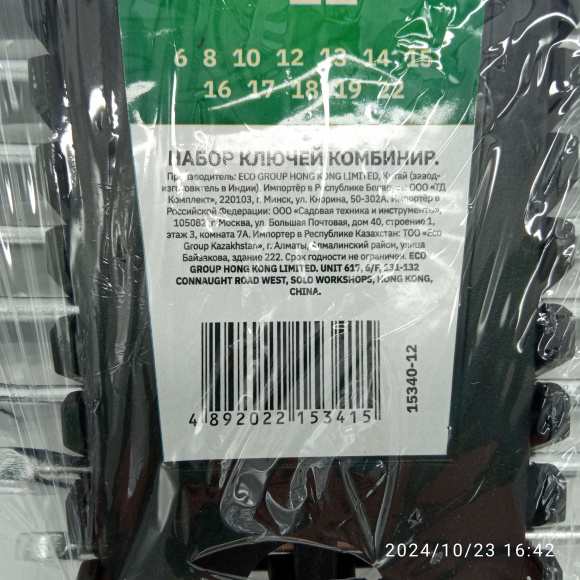 6 8 10 12 13 14 15
16 17 18 19 22
НАБОР КЛЮЧЕЙ КОМБИНИР.
Производитель: ECO GROUP HONG KONG LIMITED, Китай (завод-
изготовитель в Индии). Импортёр в Республике Беларусь: ООО «ТД
Комплект», 220103, г. Минск, ул. Кнорина, 50-302А. Импортёр в
Российской Федерации: ООО «Садовая техника и инструменты»,
105082, г. Москва, ул. Большая Почтовая, дом 40, строение 1,
этаж 3, комната 7А. Импортер в Республике Казахстан: ТОО «Eco
Group Kazakhstan», г. Алматы, Алмалинский район, улица
Байзакова, здание 222. Срок годности не ограничен. ECO
GROUP HONG KONG LIMITED. UNIT 617, 6/F, 131-132
CONNAUGHT ROAD WEST, SOLO WORKSHOPS, HONG KONG,
CHINA.
15340-12
4 892022 153415
2024/10/23 16:42